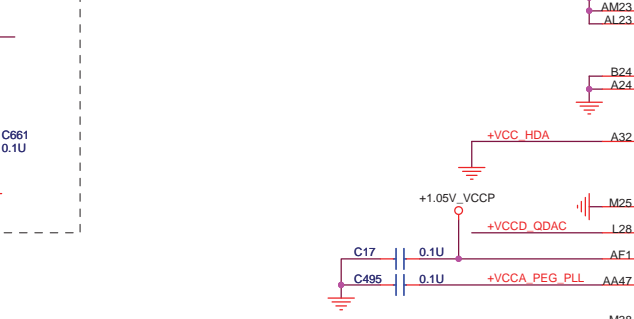 AM23
AL23
B24
A24
C661
0.1U
+VCC_HDA A32
+1.05V_VCCP
M25
+VCCD_QDAC L28
C17 0.1U AF1
C495 0.1U +VCCA_PEG_PLL AA47